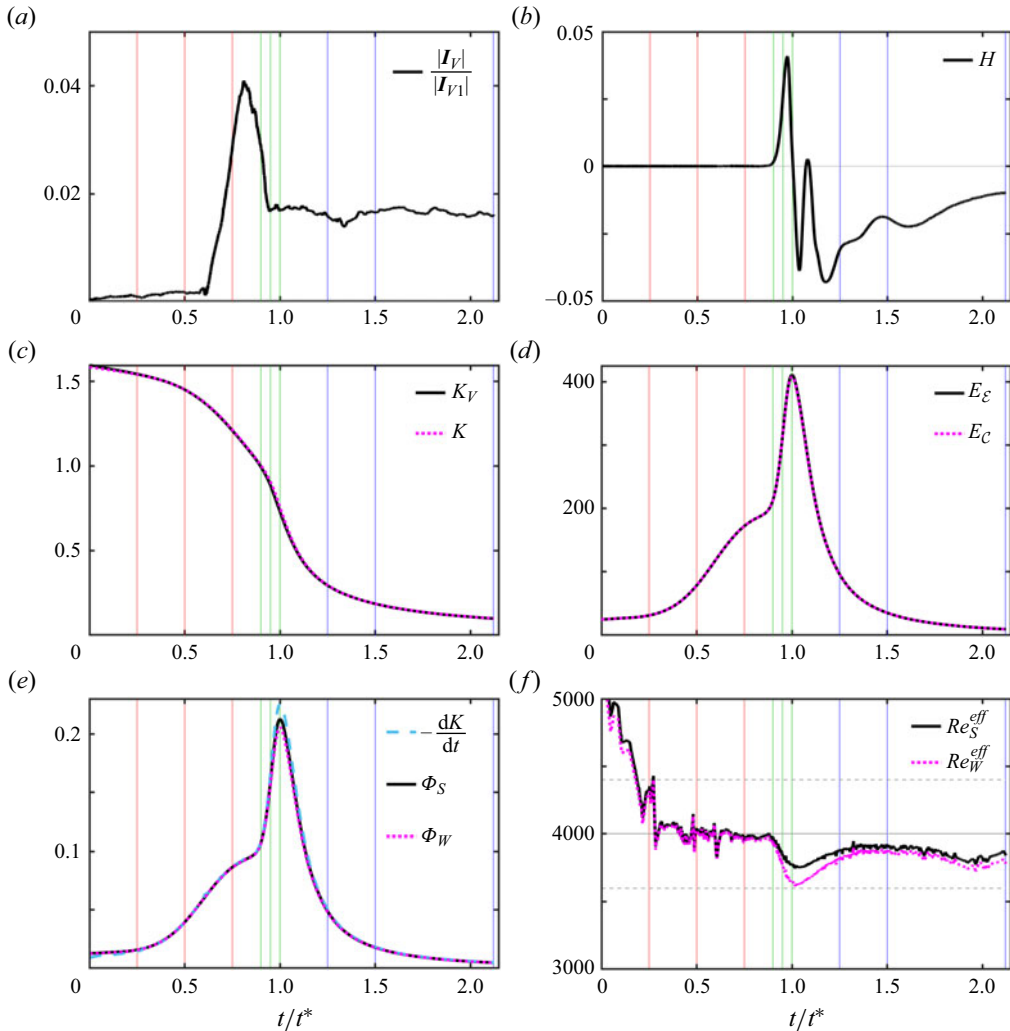 (a)
0.04
0.02
|I_V|
|I_{V1}|
0 0.5 1.0 1.5 2.0
(b)
0.05
0
−0.05
H
0 0.5 1.0 1.5 2.0
(c)
1.5
1.0
0.5
K_V
K
0 0.5 1.0 1.5 2.0
(d)
400
200
E_ℰ
E_𝒞
0 0.5 1.0 1.5 2.0
(e)
0.2
0.1
−dK
dt
Φ_S
Φ_W
0 0.5 1.0 1.5 2.0
t/t*
(f)
5000
4000
3000
Re_S^{eff}
Re_W^{eff}
0 0.5 1.0 1.5 2.0
t/t*